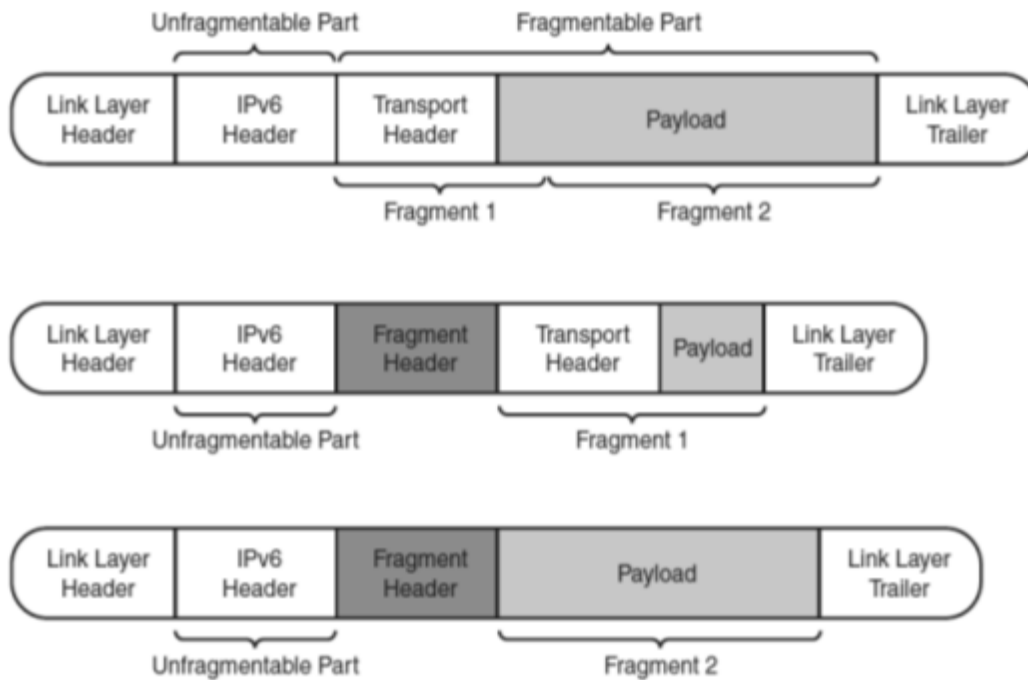 Unfragmentable Part
Fragmentable Part
Link Layer
Header
IPv6
Header
Transport
Header
Payload
Link Layer
Trailer
Fragment 1
Fragment 2
Link Layer
Header
IPv6
Header
Fragment
Header
Transport
Header
Payload
Link Layer
Trailer
Unfragmentable Part
Fragment 1
Link Layer
Header
IPv6
Header
Fragment
Header
Payload
Link Layer
Trailer
Unfragmentable Part
Fragment 2